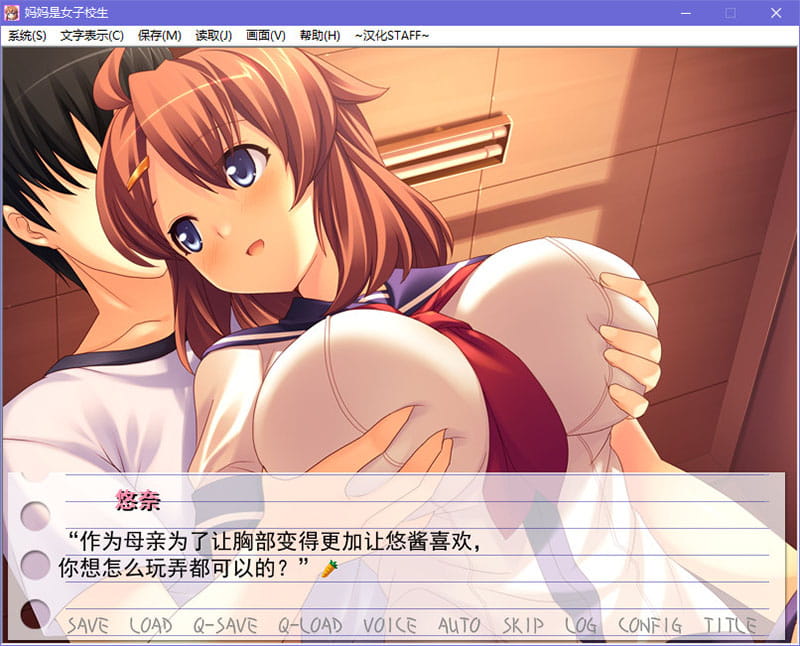 妈妈是女子校生
系统(S) 文字表示(C) 保存(M) 读取(J) 画面(V) 帮助(H) ~汉化STAFF~
悠奈
“作为母亲为了让胸部变得更加让悠酱喜欢，
你想怎么玩弄都可以的？”
SAVE LOAD Q-SAVE Q-LOAD VOICE AUTO SKIP LOG CONFIG TITLE